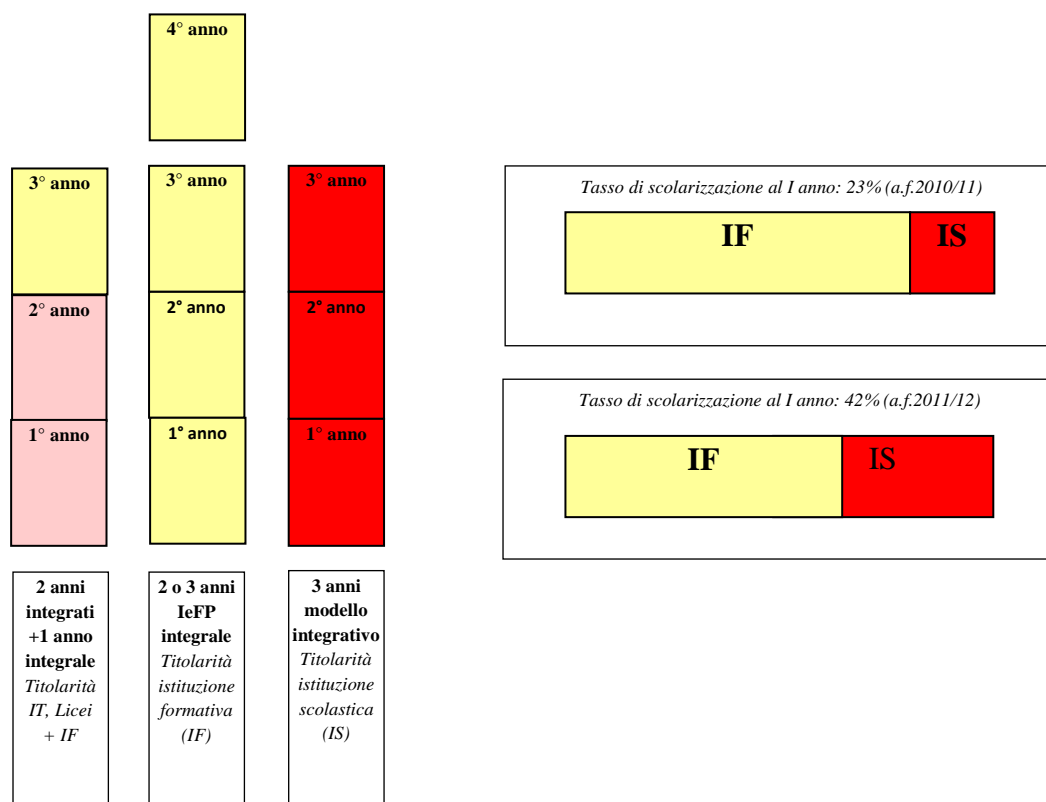 4° anno
3° anno
3° anno
3° anno
2° anno
2° anno
2° anno
1° anno
1° anno
1° anno
2 anni
integrati
+1 anno
integrale
Titolarità
IT, Licei
+ IF
2 o 3 anni
IeFP
integrale
Titolarità
istituzione
formativa
(IF)
3 anni
modello
integrativo
Titolarità
istituzione
scolastica
(IS)
Tasso di scolarizzazione al I anno: 23% (a.f.2010/11)
IF
IS
Tasso di scolarizzazione al I anno: 42% (a.f.2011/12)
IF
IS